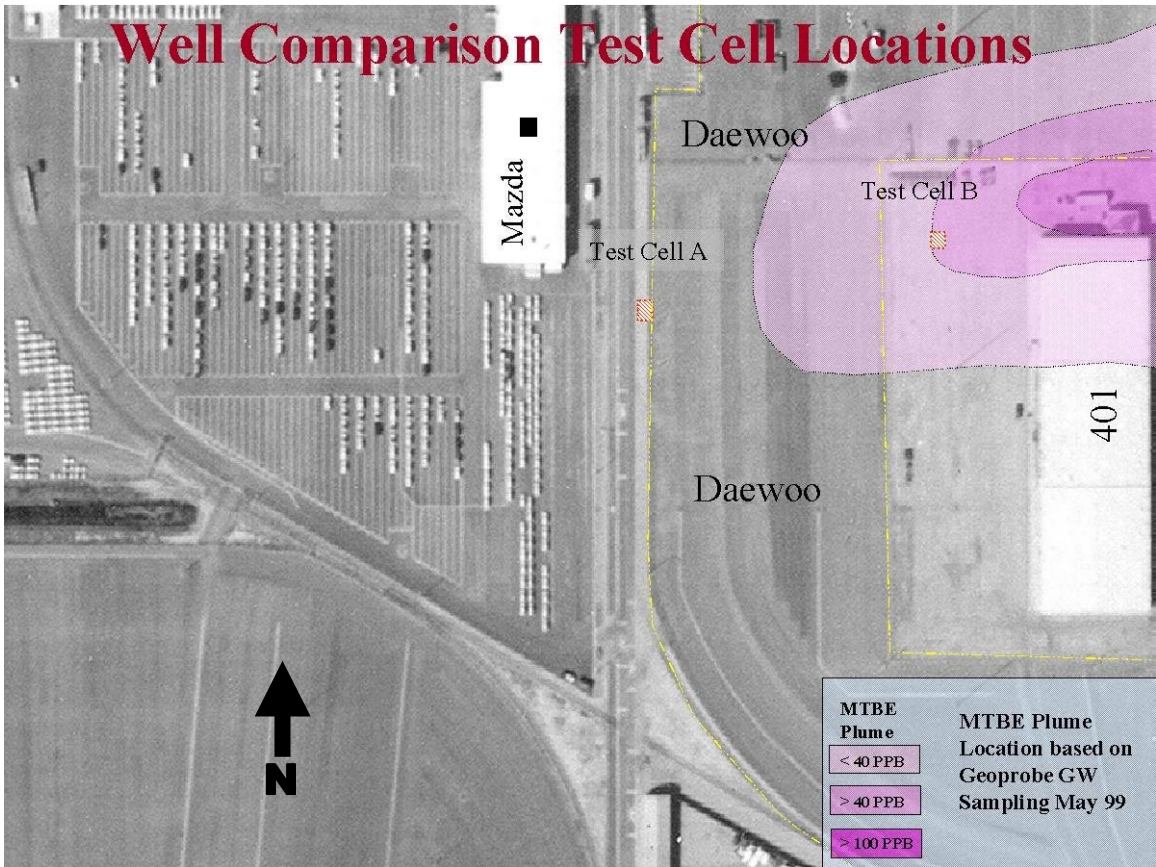 Well Comparison Test Cell Locations
Daewoo
Mazda
Test Cell B
Test Cell A
401
Daewoo
N
MTBE
Plume
< 40 PPB
> 40 PPB
> 100 PPB
MTBE Plume
Location based on
Geoprobe GW
Sampling May 99